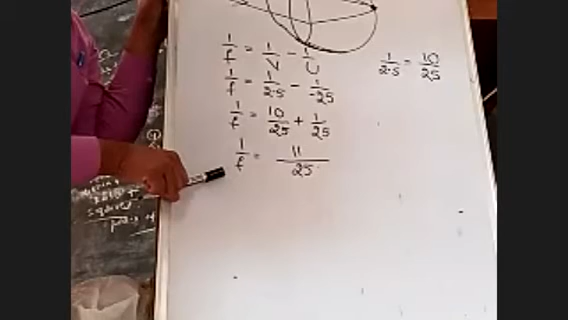 1/f = 1/V - 1/U
1/f = 1/2.5 - 1/-25
1/2.5 = 10/25
1/f = 10/25 + 1/25
1/f = 11/25